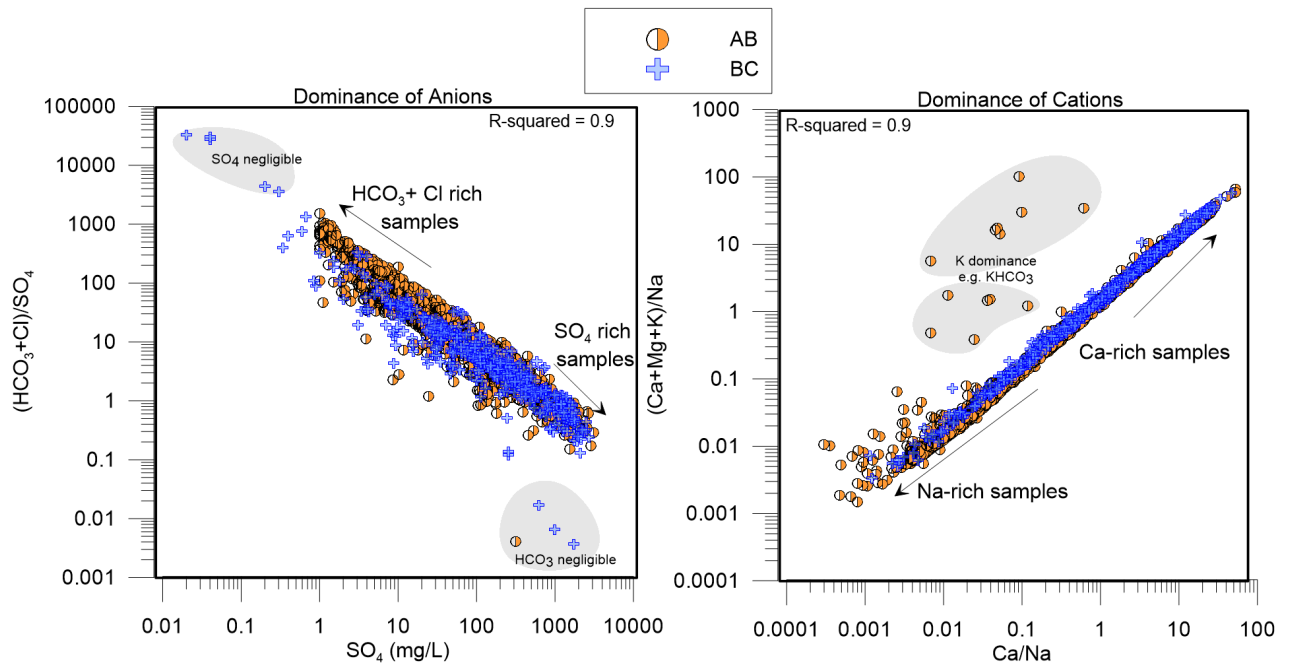 AB
BC
Dominance of Anions
R-squared = 0.9
(HCO3+Cl)/SO4
100000
10000
1000
100
10
1
0.1
0.01
0.001
SO4 negligible
HCO3+ Cl rich
samples
SO4 rich
samples
HCO3 negligible
0.01
0.1
1
10
100
1000
10000
SO4 (mg/L)
Dominance of Cations
R-squared = 0.9
(Ca+Mg+K)/Na
1000
100
10
1
0.1
0.01
0.001
0.0001
K dominance
e.g. KHCO3
Ca-rich samples
Na-rich samples
0.0001
0.001
0.01
0.1
1
10
100
Ca/Na